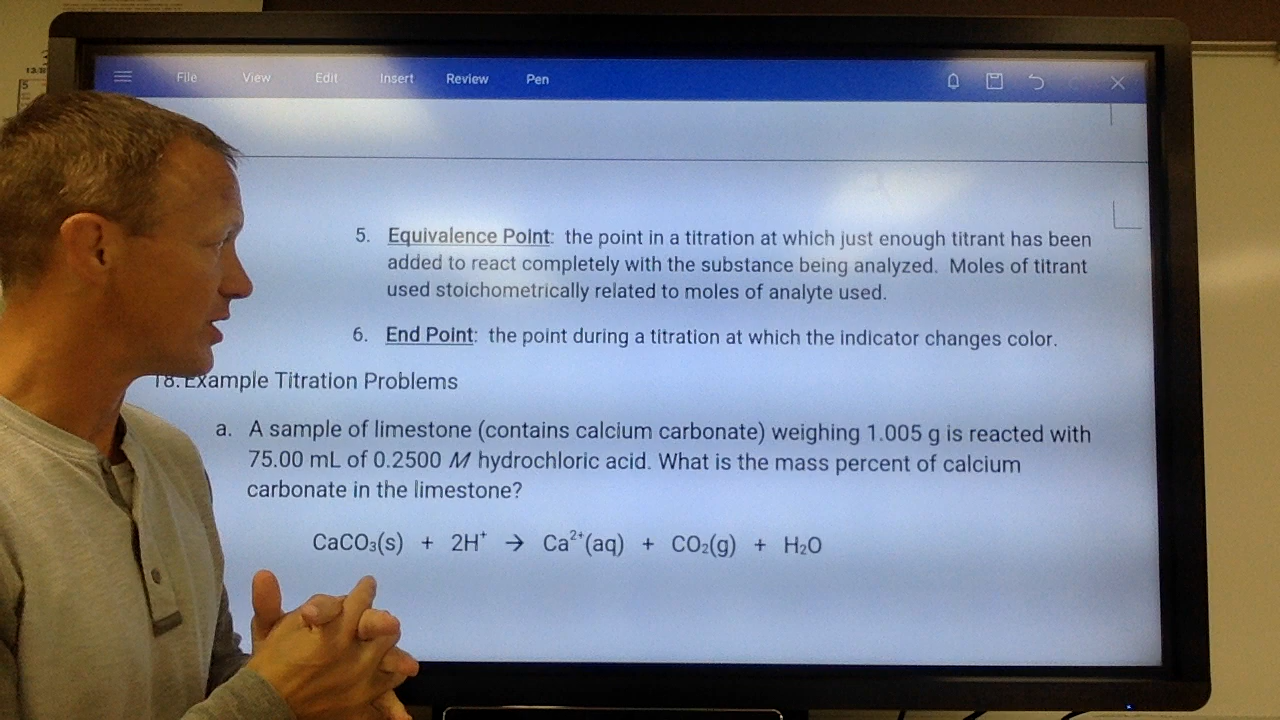 File View Edit Insert Review Pen
5. Equivalence Point: the point in a titration at which just enough titrant has been
added to react completely with the substance being analyzed. Moles of titrant
used stoichometrically related to moles of analyte used.
6. End Point: the point during a titration at which the indicator changes color.
18. Example Titration Problems
a. A sample of limestone (contains calcium carbonate) weighing 1.005 g is reacted with
75.00 mL of 0.2500 M hydrochloric acid. What is the mass percent of calcium
carbonate in the limestone?
CaCO₃(s) + 2H⁺ → Ca²⁺(aq) + CO₂(g) + H₂O